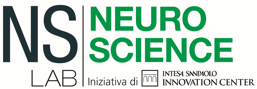 NS NEURO
SCIENCE
LAB Iniziativa di INTESA SANPAOLO
INNOVATION CENTER